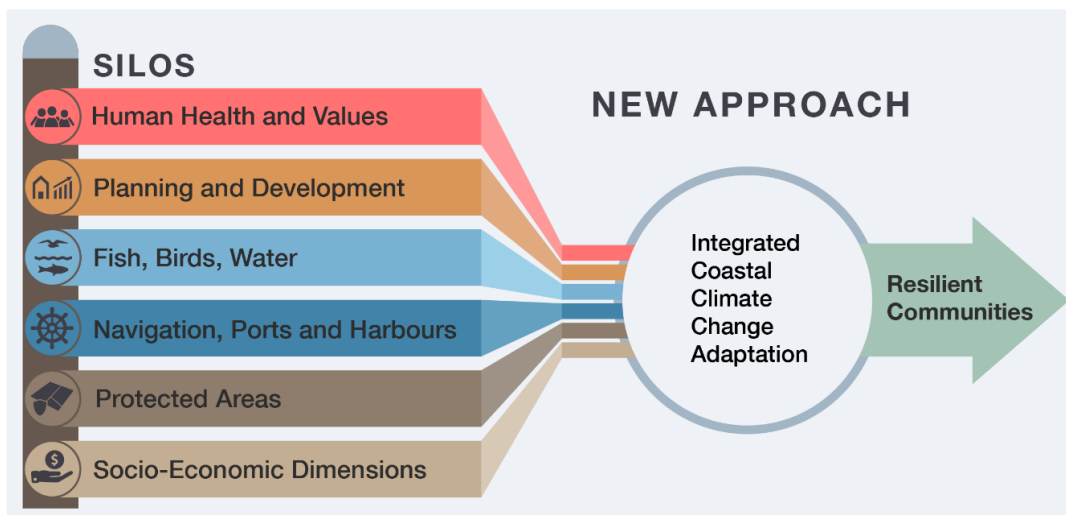 SILOS
Human Health and Values
Planning and Development
Fish, Birds, Water
Navigation, Ports and Harbours
Protected Areas
$
Socio-Economic Dimensions
NEW APPROACH
Integrated
Coastal
Climate
Change
Adaptation
Resilient
Communities